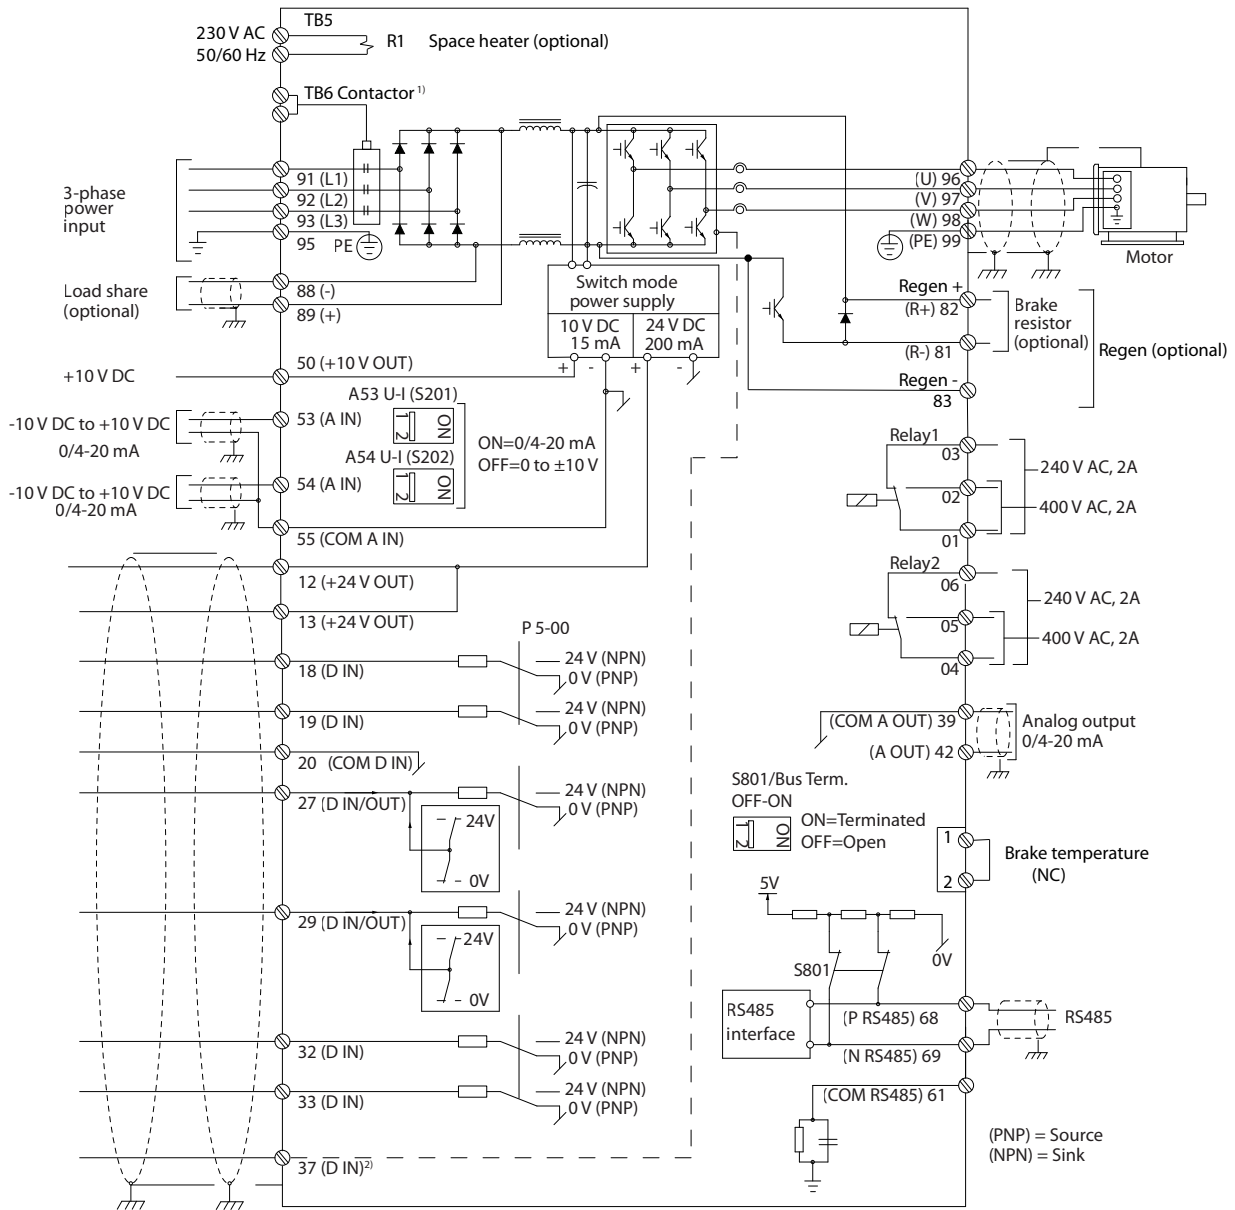 TB5
230 V AC
50/60 Hz
R1
Space heater (optional)
TB6 Contactor 1)
3-phase
power
input
91 (L1)
92 (L2)
93 (L3)
95
PE
(U) 96
(V) 97
(W) 98
(PE) 99
Motor
Load share
(optional)
88 (-)
89 (+)
Switch mode
power supply
10 V DC
15 mA
24 V DC
200 mA
+
-
+
-
Regen +
(R+) 82
Brake
resistor
(optional)
(R-) 81
Regen (optional)
Regen -
83
+10 V DC
50 (+10 V OUT)
A53 U-I (S201)
-10 V DC to +10 V DC
0/4-20 mA
53 (A IN)
1 2
ON
A54 U-I (S202)
ON=0/4-20 mA
OFF=0 to ±10 V
-10 V DC to +10 V DC
0/4-20 mA
54 (A IN)
1 2
ON
55 (COM A IN)
12 (+24 V OUT)
13 (+24 V OUT)
Relay1
03
02
01
240 V AC, 2A
400 V AC, 2A
Relay2
06
05
04
240 V AC, 2A
400 V AC, 2A
P 5-00
18 (D IN)
24 V (NPN)
0 V (PNP)
19 (D IN)
24 V (NPN)
0 V (PNP)
20 (COM D IN)
27 (D IN/OUT)
24 V (NPN)
0 V (PNP)
24V
0V
29 (D IN/OUT)
24 V (NPN)
0 V (PNP)
24V
0V
32 (D IN)
24 V (NPN)
0 V (PNP)
33 (D IN)
24 V (NPN)
0 V (PNP)
37 (D IN) 2)
(COM A OUT) 39
(A OUT) 42
Analog output
0/4-20 mA
S801/Bus Term.
OFF-ON
1 2
ON
ON=Terminated
OFF=Open
1
2
Brake temperature
(NC)
5V
0V
S801
RS485
interface
(P RS485) 68
(N RS485) 69
RS485
(COM RS485) 61
(PNP) = Source
(NPN) = Sink